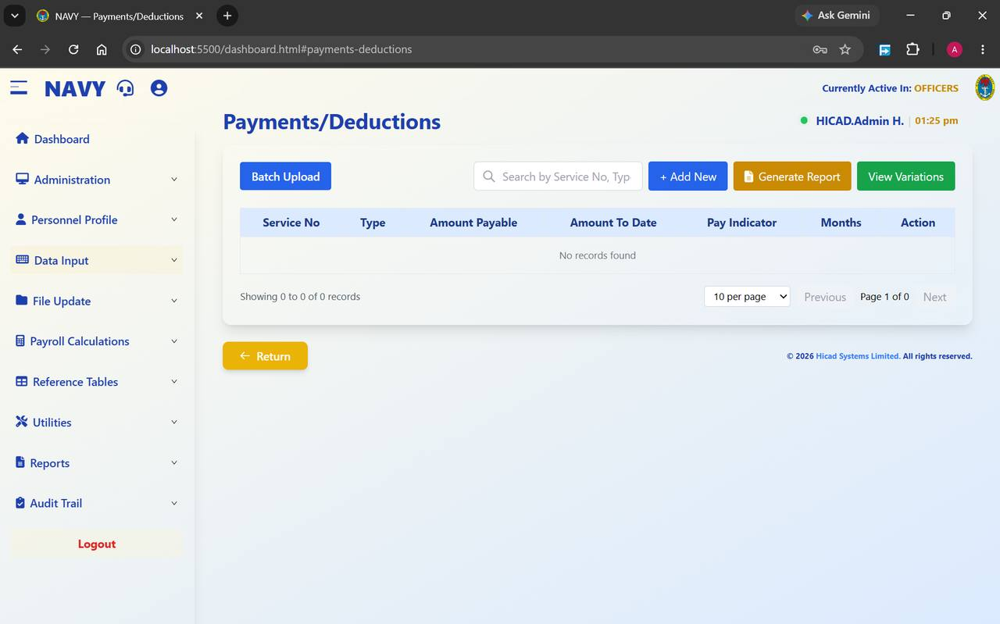 NAVY — Payments/Deductions
Ask Gemini
localhost:5500/dashboard.html#payments-deductions
A
NAVY
Currently Active In: OFFICERS
Payments/Deductions
HICAD.Admin H. | 01:25 pm
Dashboard
Administration
Personnel Profile
Data Input
File Update
Payroll Calculations
Reference Tables
Utilities
Reports
Audit Trail
Logout
Batch Upload
Search by Service No, Typ
+ Add New
Generate Report
View Variations
Service No Type Amount Payable Amount To Date Pay Indicator Months Action
No records found
Showing 0 to 0 of 0 records
10 per page
Previous
Page 1 of 0
Next
← Return
© 2026 Hicad Systems Limited. All rights reserved.